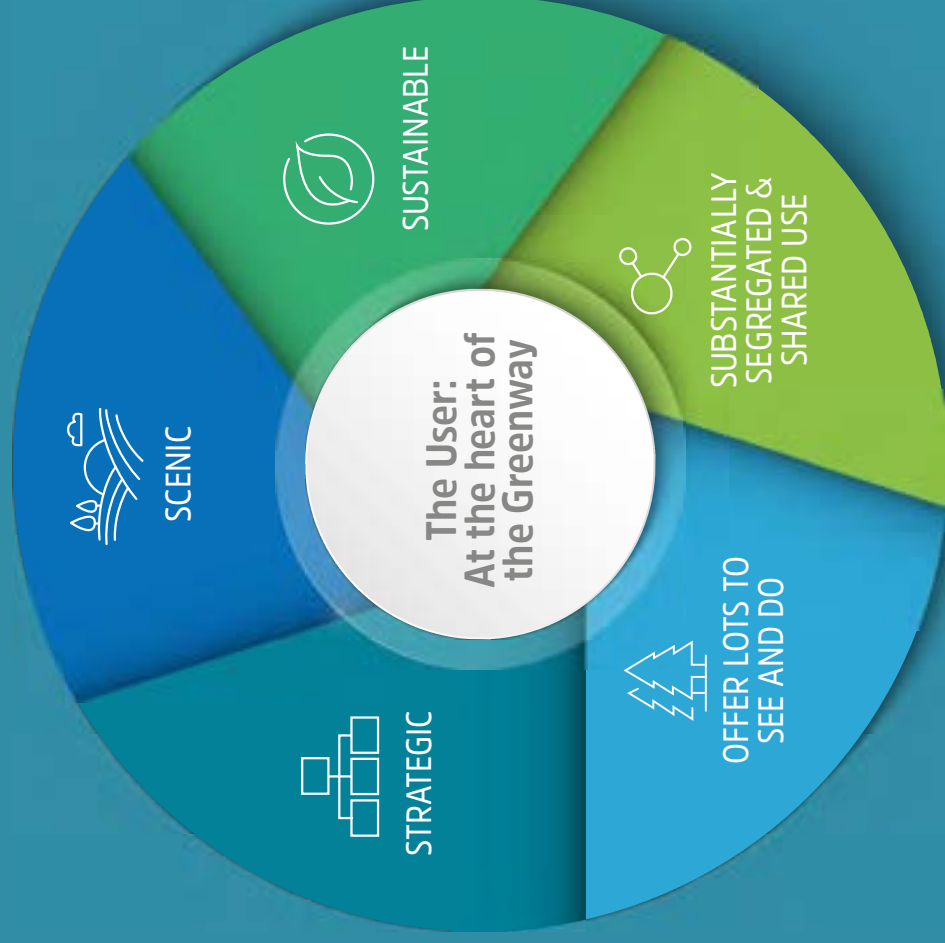 SCENIC
SUSTAINABLE
SUBSTANTIALLY
SEGREGATED &
SHARED USE
OFFER LOTS TO
SEE AND DO
STRATEGIC
The User:
At the heart of
the Greenway